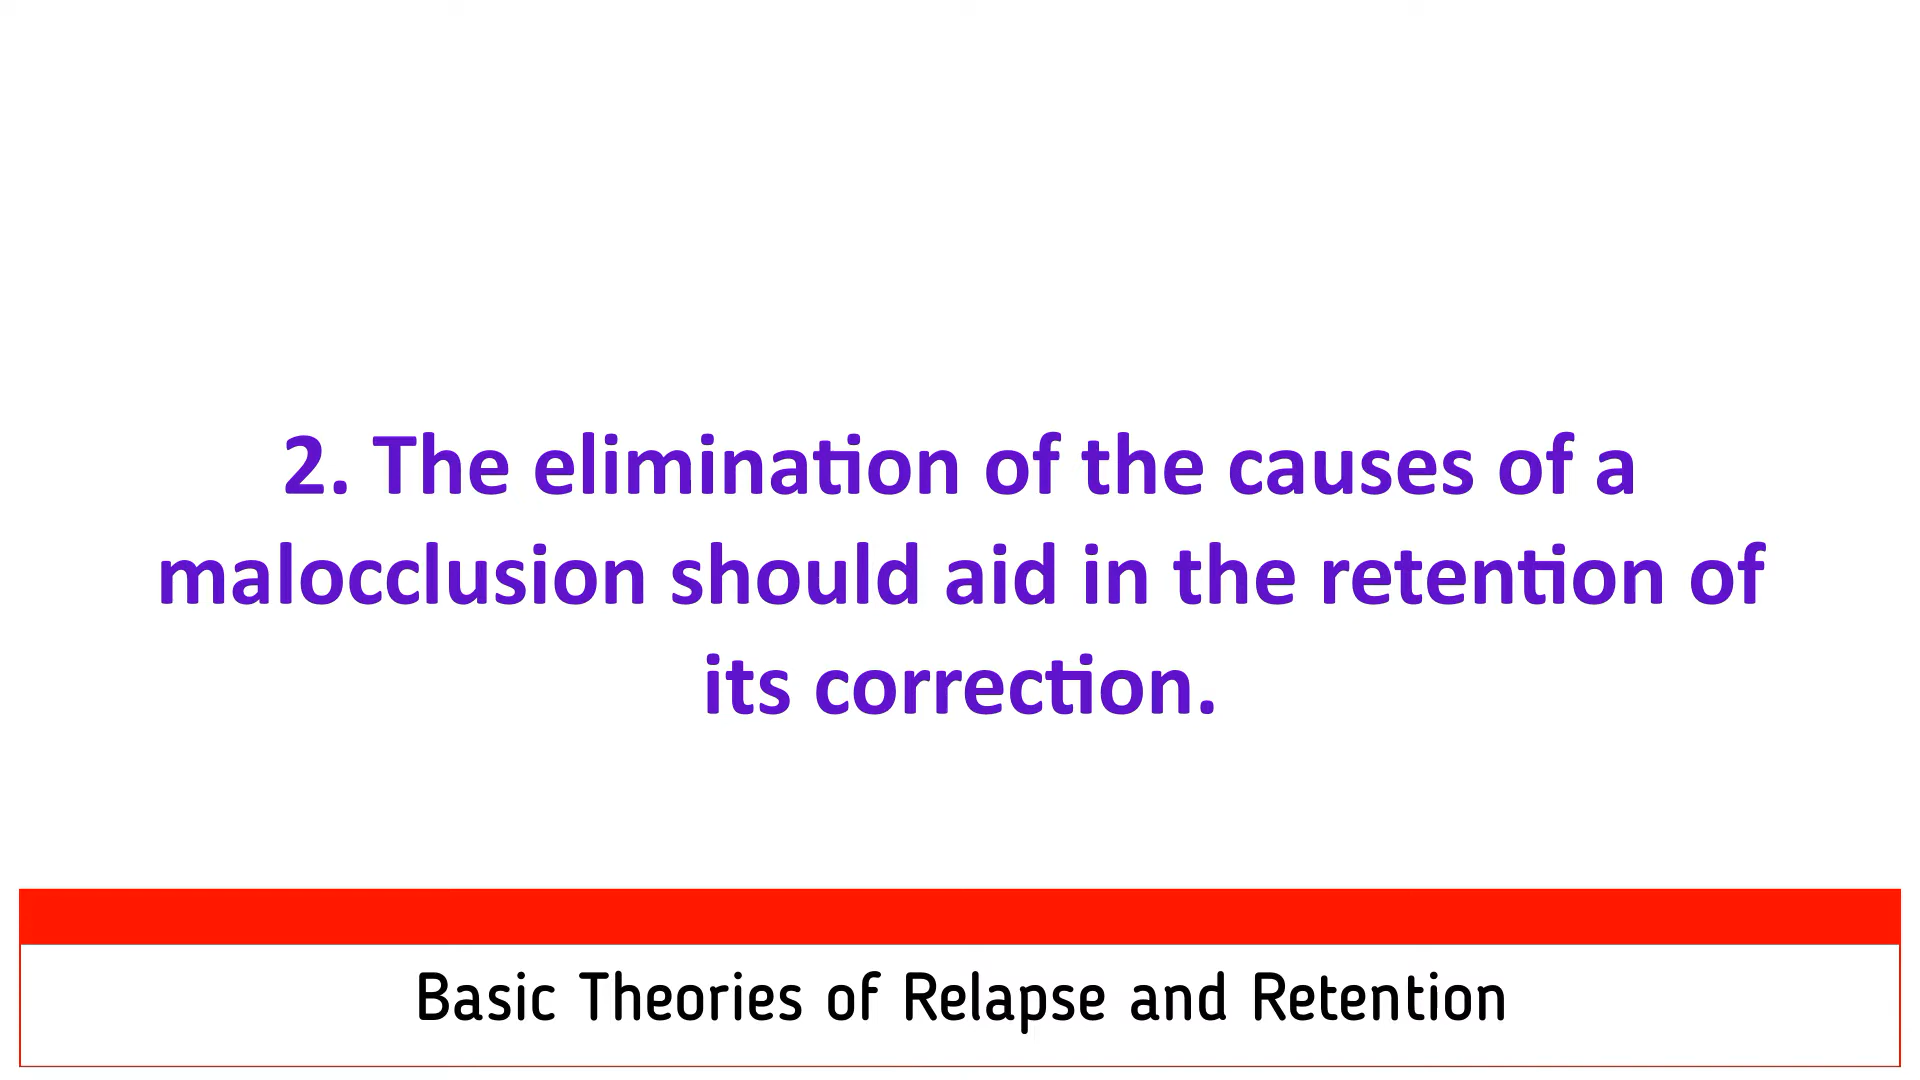 2. The elimination of the causes of a
malocclusion should aid in the retention of
its correction.
Basic Theories of Relapse and Retention